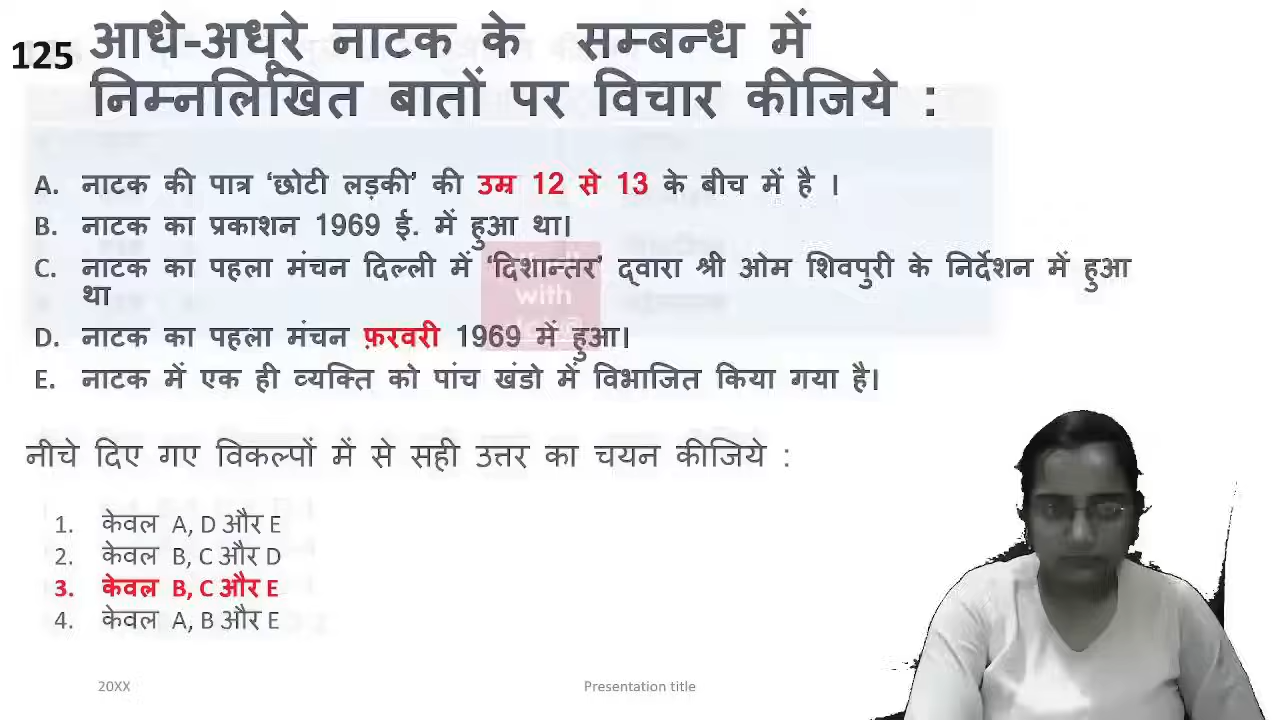 125 आधे-अधूरे नाटक के सम्बन्ध में
निम्नलिखित बातों पर विचार कीजिये :
A. नाटक की पात्र ‘छोटी लड़की’ की उम्र 12 से 13 के बीच में है ।
B. नाटक का प्रकाशन 1969 ई. में हुआ था।
C. नाटक का पहला मंचन दिल्ली में ‘दिशान्तर’ द्वारा श्री ओम शिवपुरी के निर्देशन में हुआ
था
with
D. नाटक का पहला मंचन फ़रवरी 1969 में हुआ।
E. नाटक में एक ही व्यक्ति को पांच खंडो में विभाजित किया गया है।
नीचे दिए गए विकल्पों में से सही उत्तर का चयन कीजिये :
1. केवल A, D और E
2. केवल B, C और D
3. केवल B, C और E
4. केवल A, B और E
20XX Presentation title